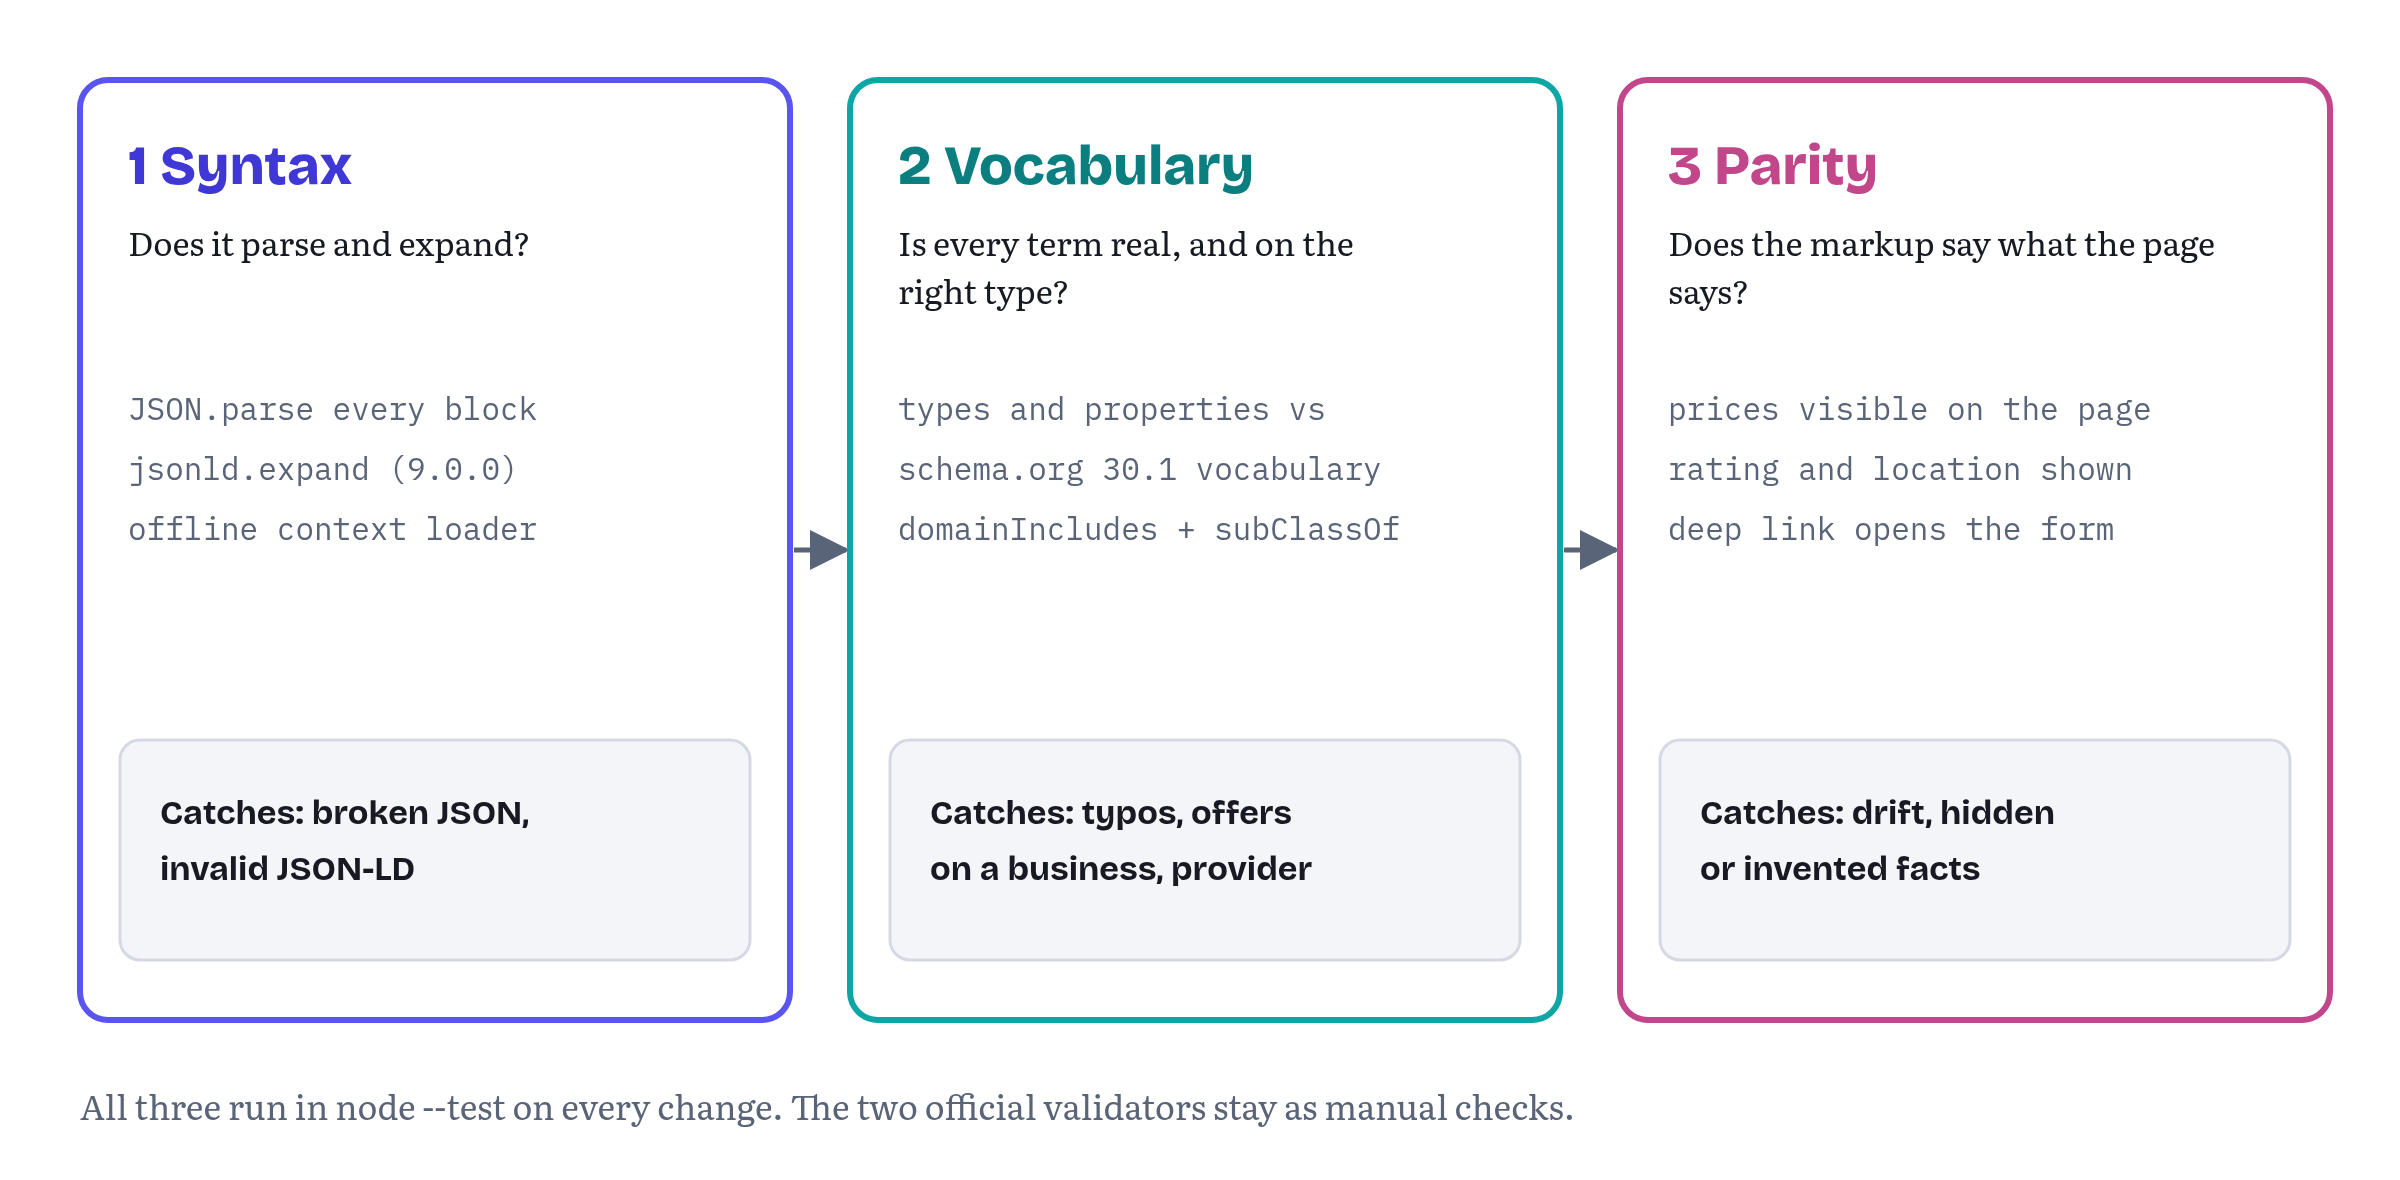 1 Syntax
Does it parse and expand?
JSON.parse every block
jsonld.expand (9.0.0)
offline context loader
Catches: broken JSON,
invalid JSON-LD
2 Vocabulary
Is every term real, and on the
right type?
types and properties vs
schema.org 30.1 vocabulary
domainIncludes + subClassOf
Catches: typos, offers
on a business, provider
3 Parity
Does the markup say what the page
says?
prices visible on the page
rating and location shown
deep link opens the form
Catches: drift, hidden
or invented facts
All three run in node --test on every change. The two official validators stay as manual checks.